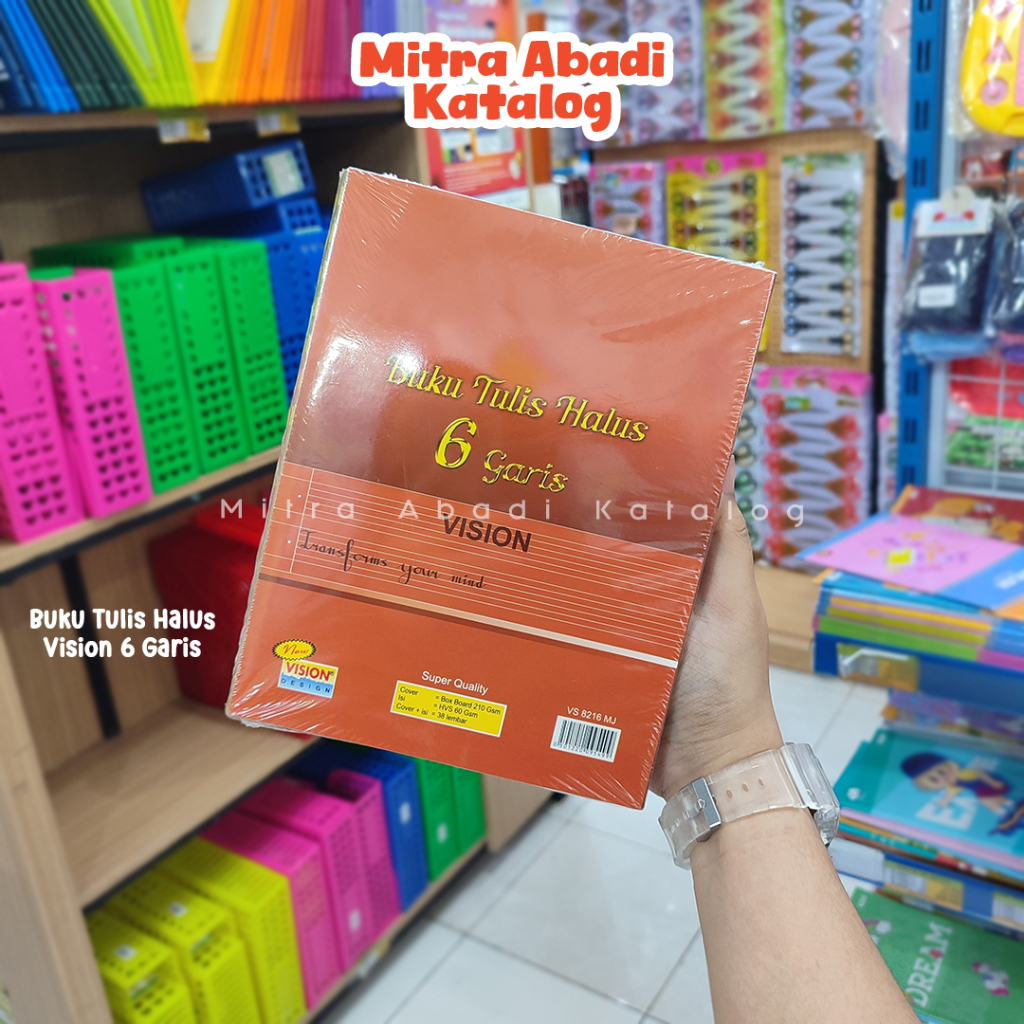 Mitra Abadi
Katalog
Buku Tulis Halus
6 Garis
Mitra Abadi Katalog
VISION
Transforms your mind
Buku Tulis Halus
Vision 6 Garis
New
VISION
DESIGN
Super Quality
Cover = Box Board 210 Gsm
Isi = HVS 60 Gsm
Cover + isi = 38 lembar
VS 8216 MJ
DREAM